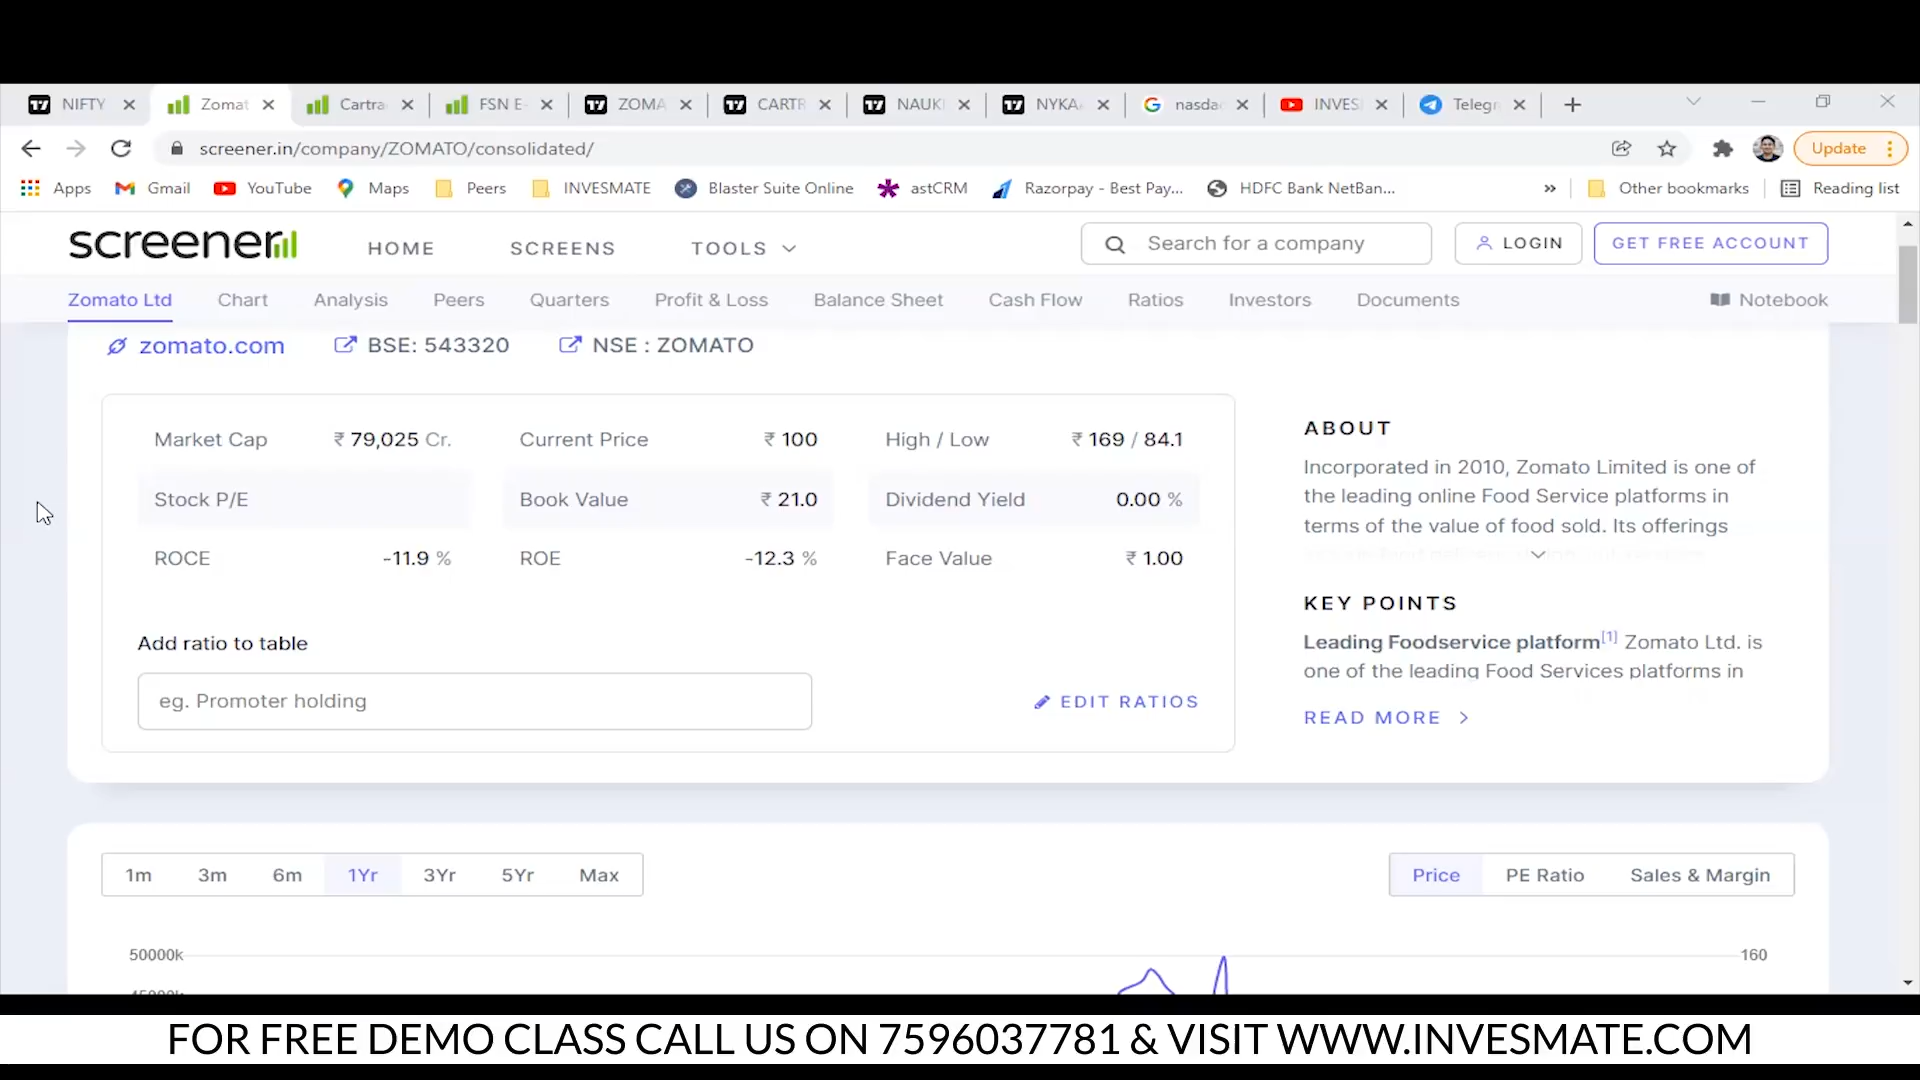 NIFTY Zomat Cartra FSN E- ZOMA CARTR NAUK NYKA nasda INVES Telegr
screener.in/company/ZOMATO/consolidated/ Update
Apps Gmail YouTube Maps Peers INVESMATE Blaster Suite Online astCRM Razorpay - Best Pay... HDFC Bank NetBan... » Other bookmarks Reading list
screener HOME SCREENS TOOLS Search for a company LOGIN GET FREE ACCOUNT
Zomato Ltd Chart Analysis Peers Quarters Profit & Loss Balance Sheet Cash Flow Ratios Investors Documents Notebook
zomato.com BSE: 543320 NSE : ZOMATO
Market Cap ₹ 79,025 Cr. Current Price ₹ 100 High / Low ₹ 169 / 84.1
Stock P/E Book Value ₹ 21.0 Dividend Yield 0.00 %
ROCE -11.9 % ROE -12.3 % Face Value ₹ 1.00
Add ratio to table
eg. Promoter holding EDIT RATIOS
ABOUT
Incorporated in 2010, Zomato Limited is one of
the leading online Food Service platforms in
terms of the value of food sold. Its offerings
KEY POINTS
Leading Foodservice platform[1] Zomato Ltd. is
one of the leading Food Services platforms in
READ MORE
1m 3m 6m 1Yr 3Yr 5Yr Max Price PE Ratio Sales & Margin
50000k 160
FOR FREE DEMO CLASS CALL US ON 7596037781 & VISIT WWW.INVESMATE.COM